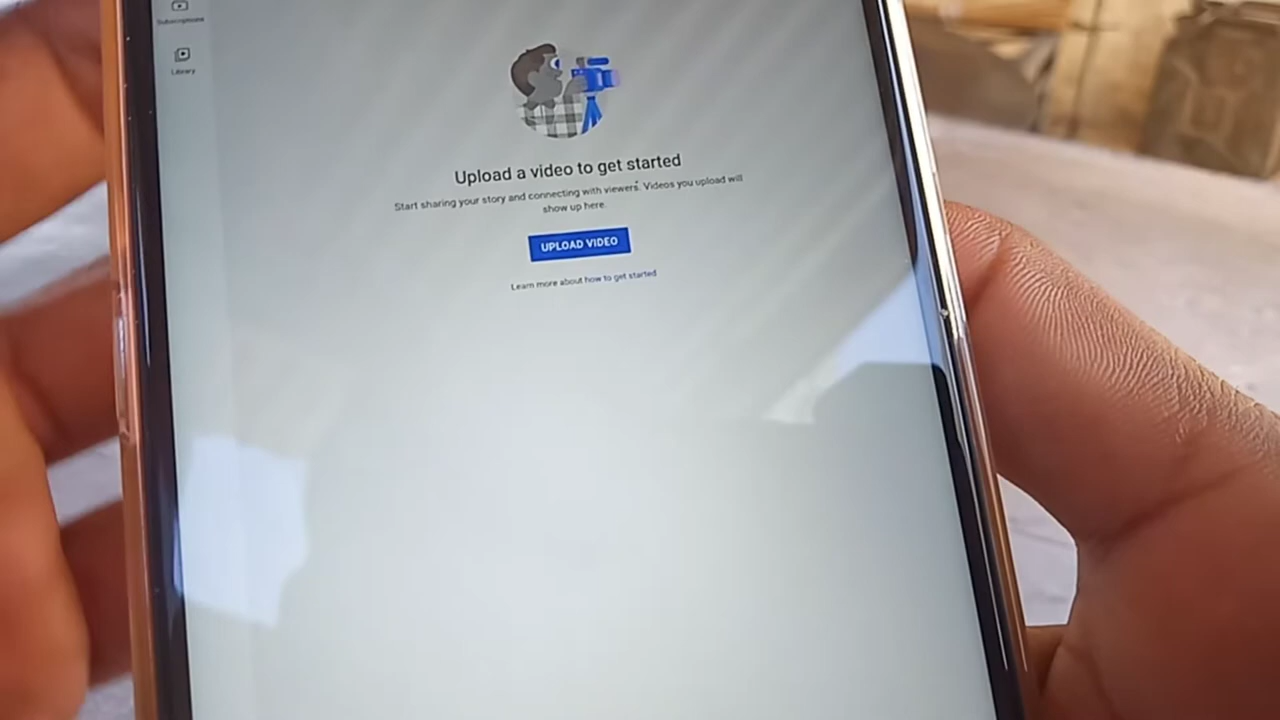 Subscriptions
Library
Upload a video to get started
Start sharing your story and connecting with viewers. Videos you upload will
show up here.
UPLOAD VIDEO
Learn more about how to get started